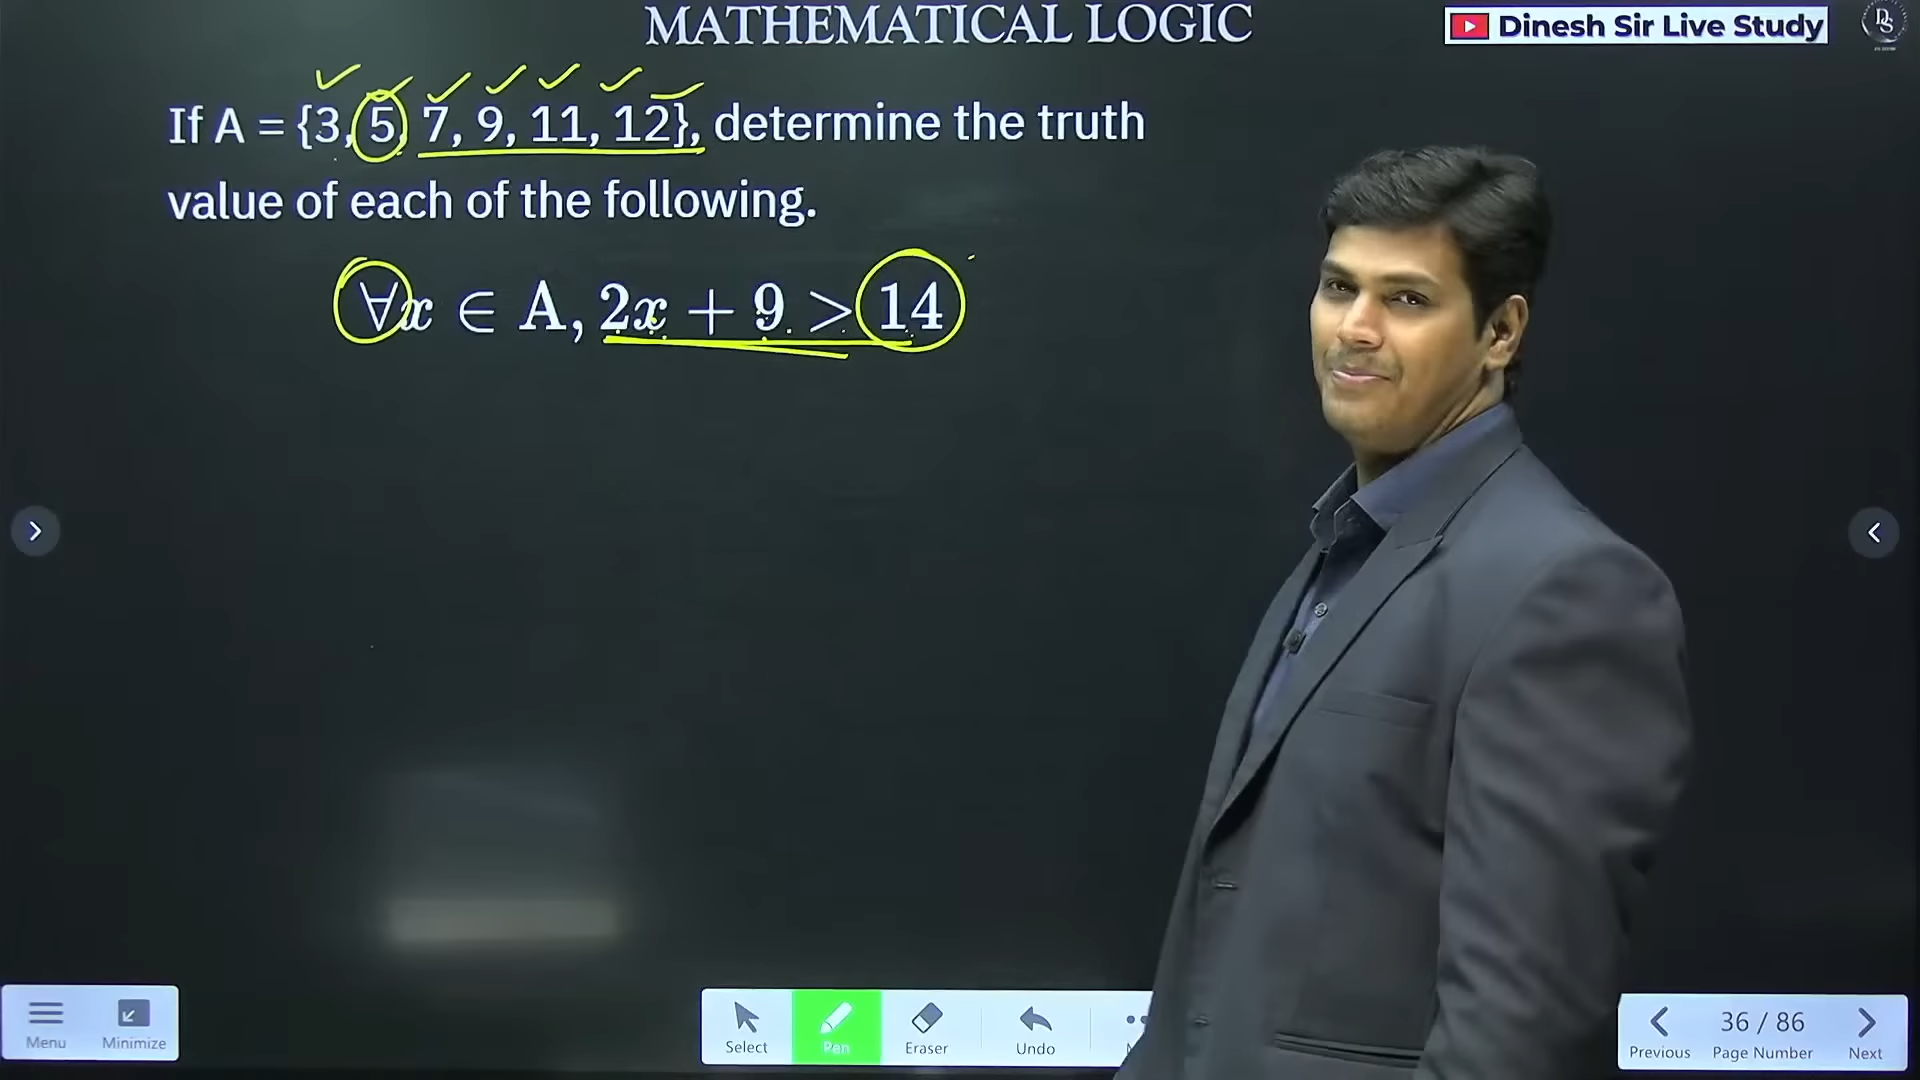 MATHEMATICAL LOGIC
Dinesh Sir Live Study
DS
If A = {3, 5, 7, 9, 11, 12}, determine the truth
value of each of the following.
∀x ∈ A, 2x + 9 > 14
Menu
Minimize
Select
Pen
Eraser
Undo
36 / 86
Previous
Page Number
Next